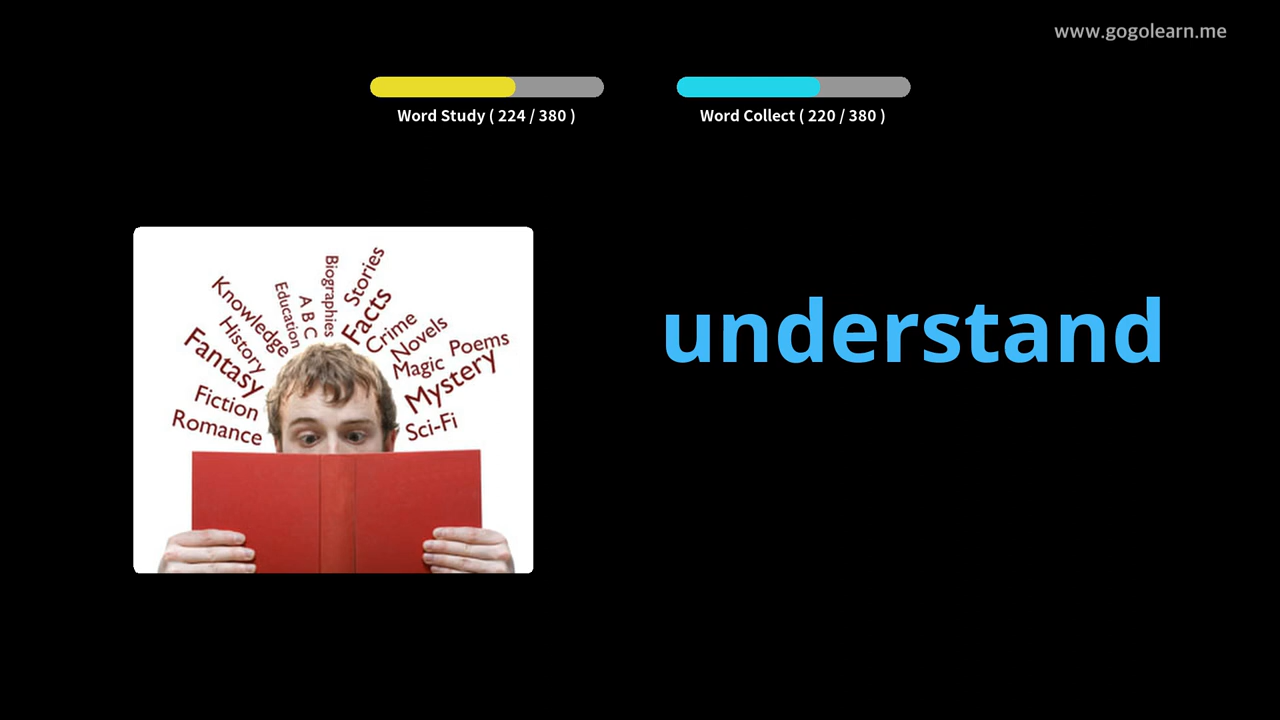 www.gogolearn.me
Word Study ( 224 / 380 )
Word Collect ( 220 / 380 )
understand
Knowledge
History
Fantasy
Fiction
Romance
Education
A B C
Biographies
Stories
Facts
Crime
Novels
Poems
Magic
Mystery
Sci-Fi